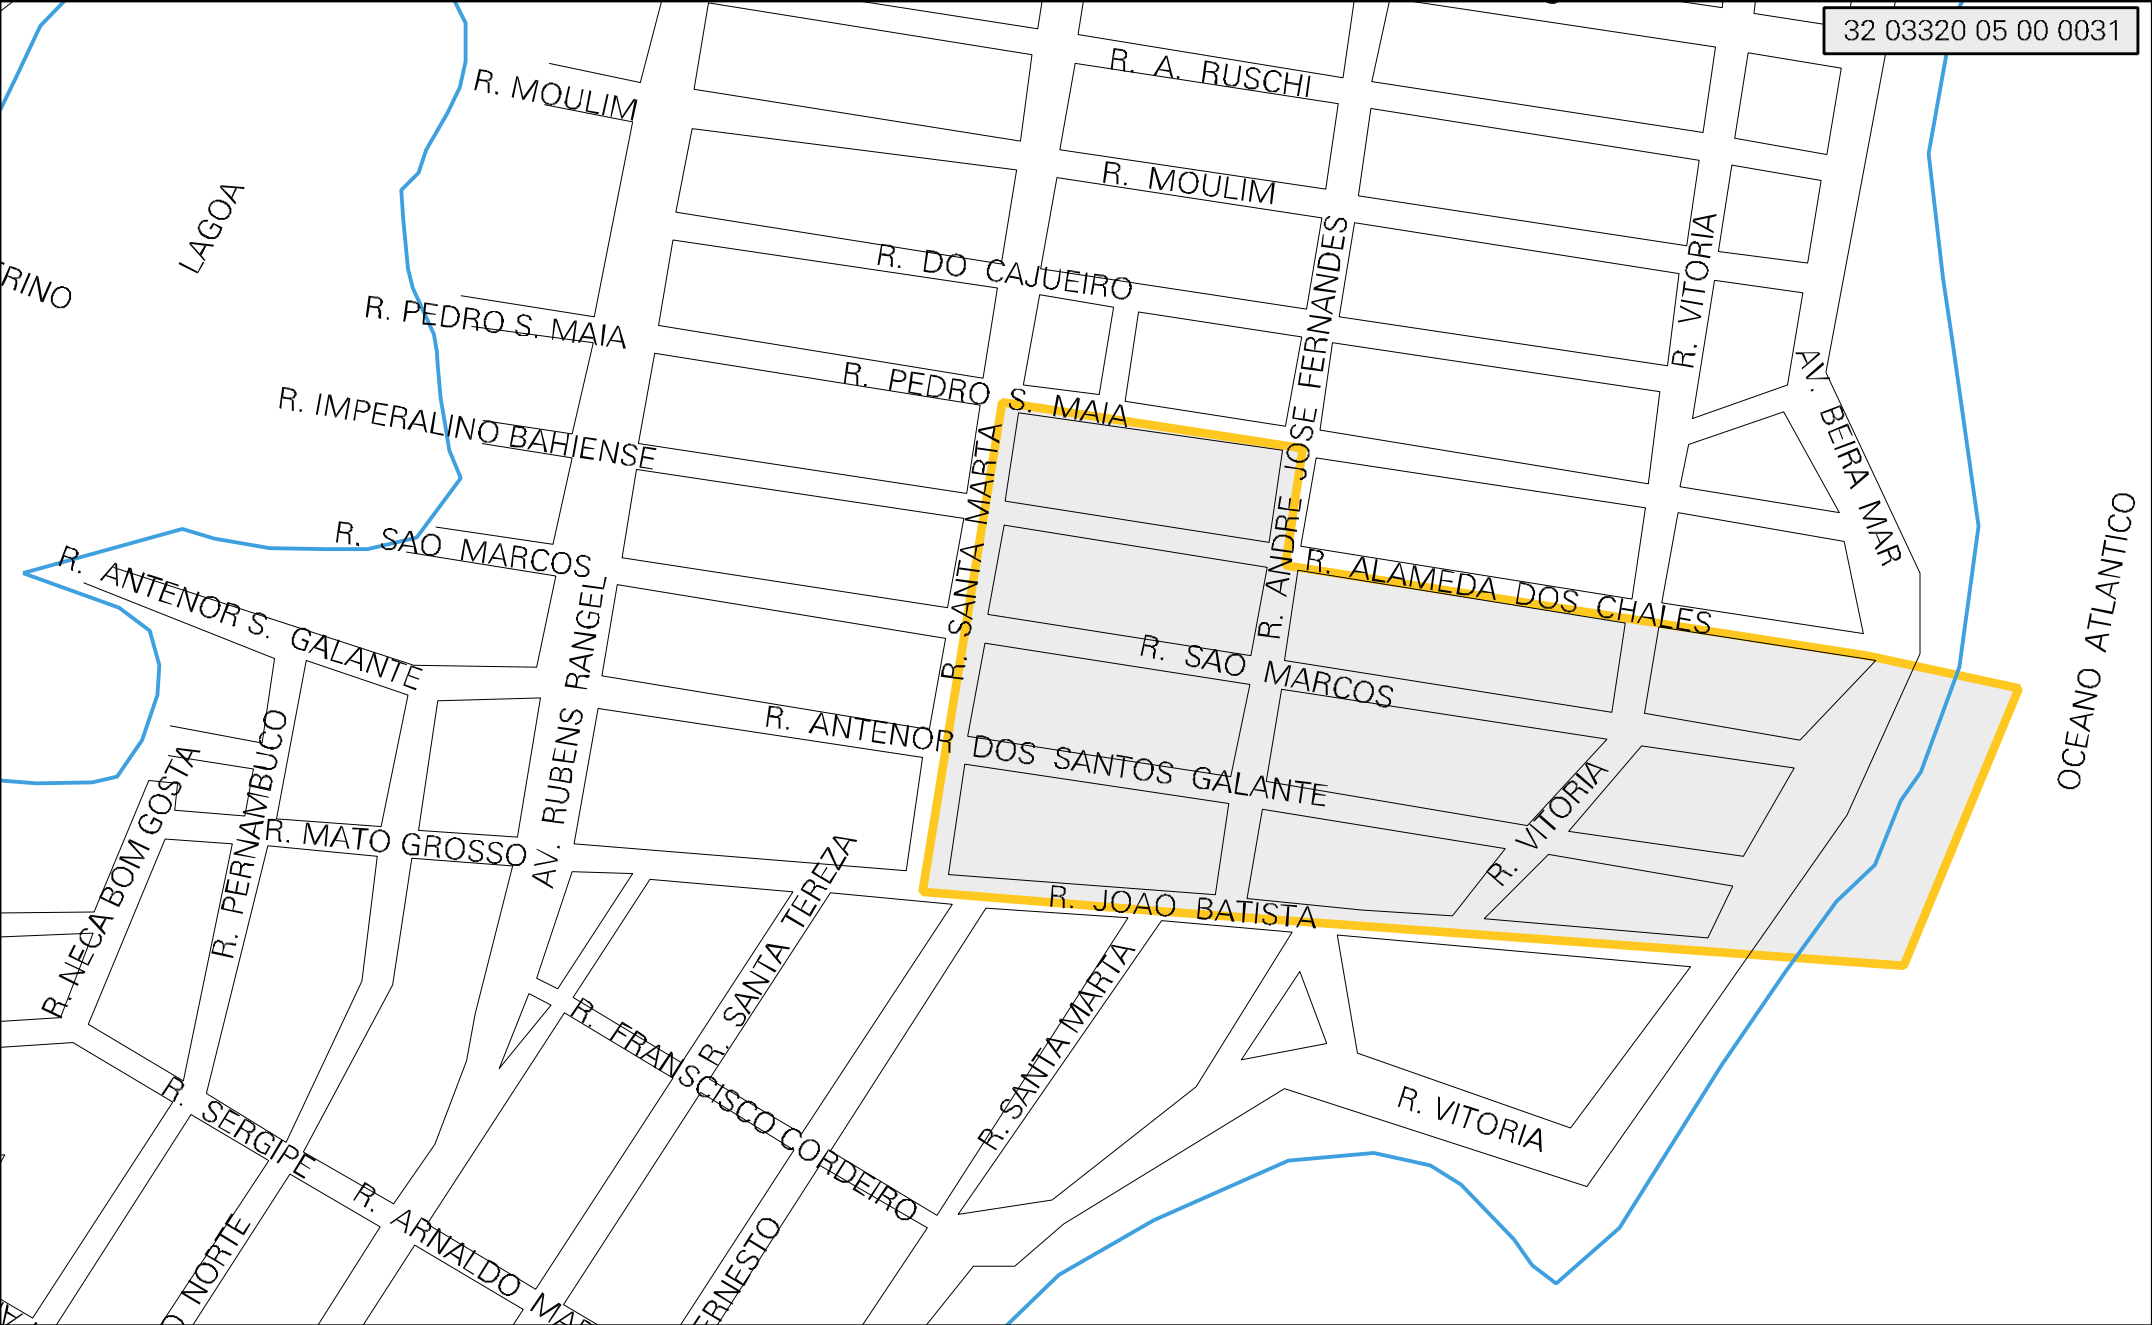 32 03320 05 00 0031
R. A. RUSCHI
R. MOULIM
R. MOULIM
LAGOA
RINO
R. DO CAJUEIRO
R. VITORIA
R. PEDRO S. MAIA
R. PEDRO S. MAIA
R. ANDRE JOSE FERNANDES
AV. BEIRA MAR
R. IMPERALINO BAHIENSE
R. SANTA MARTA
OCEANO ATLANTICO
R. SAO MARCOS
R. ALAMEDA DOS CHALES
R. ANTENOR S. GALANTE
AV. RUBENS RANGEL
R. SAO MARCOS
R. ANTENOR DOS SANTOS GALANTE
R. PERNAMBUCO
R. NECA BOM GOSTA
R. MATO GROSSO
R. VITORIA
R. SANTA TEREZA
R. JOAO BATISTA
R. SANTA MARTA
R. FRANSCISCO CORDEIRO
R. VITORIA
R. SERGIPE
R. ARNALDO MAR
O NORTE
ERNESTO